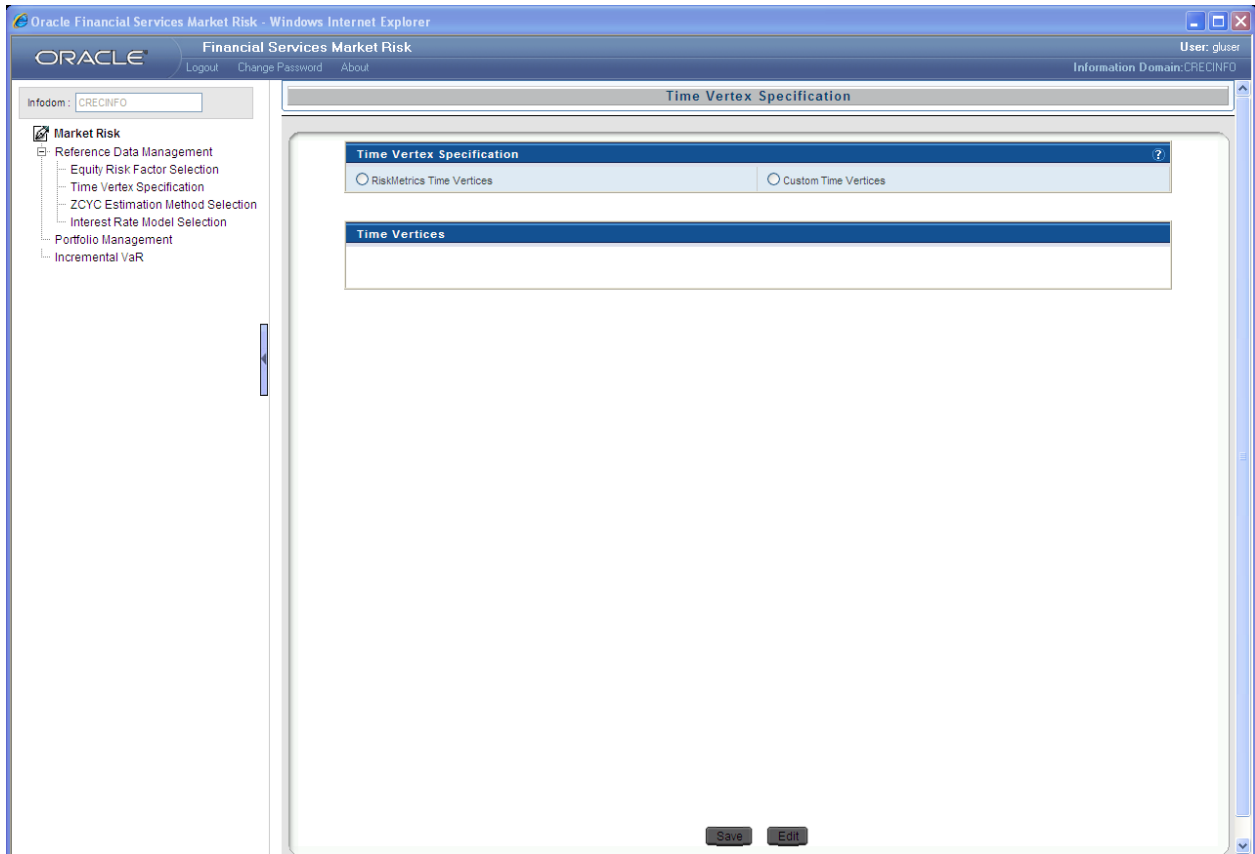 Oracle Financial Services Market Risk - Windows Internet Explorer
ORACLE
Financial Services Market Risk
User: gluser
Logout Change Password About
Information Domain:CRECINFO
Infodom : CRECINFO
Market Risk
Reference Data Management
Equity Risk Factor Selection
Time Vertex Specification
ZCYC Estimation Method Selection
Interest Rate Model Selection
Portfolio Management
Incremental VaR
Time Vertex Specification
Time Vertex Specification ?
RiskMetrics Time Vertices
Custom Time Vertices
Time Vertices
Save Edit